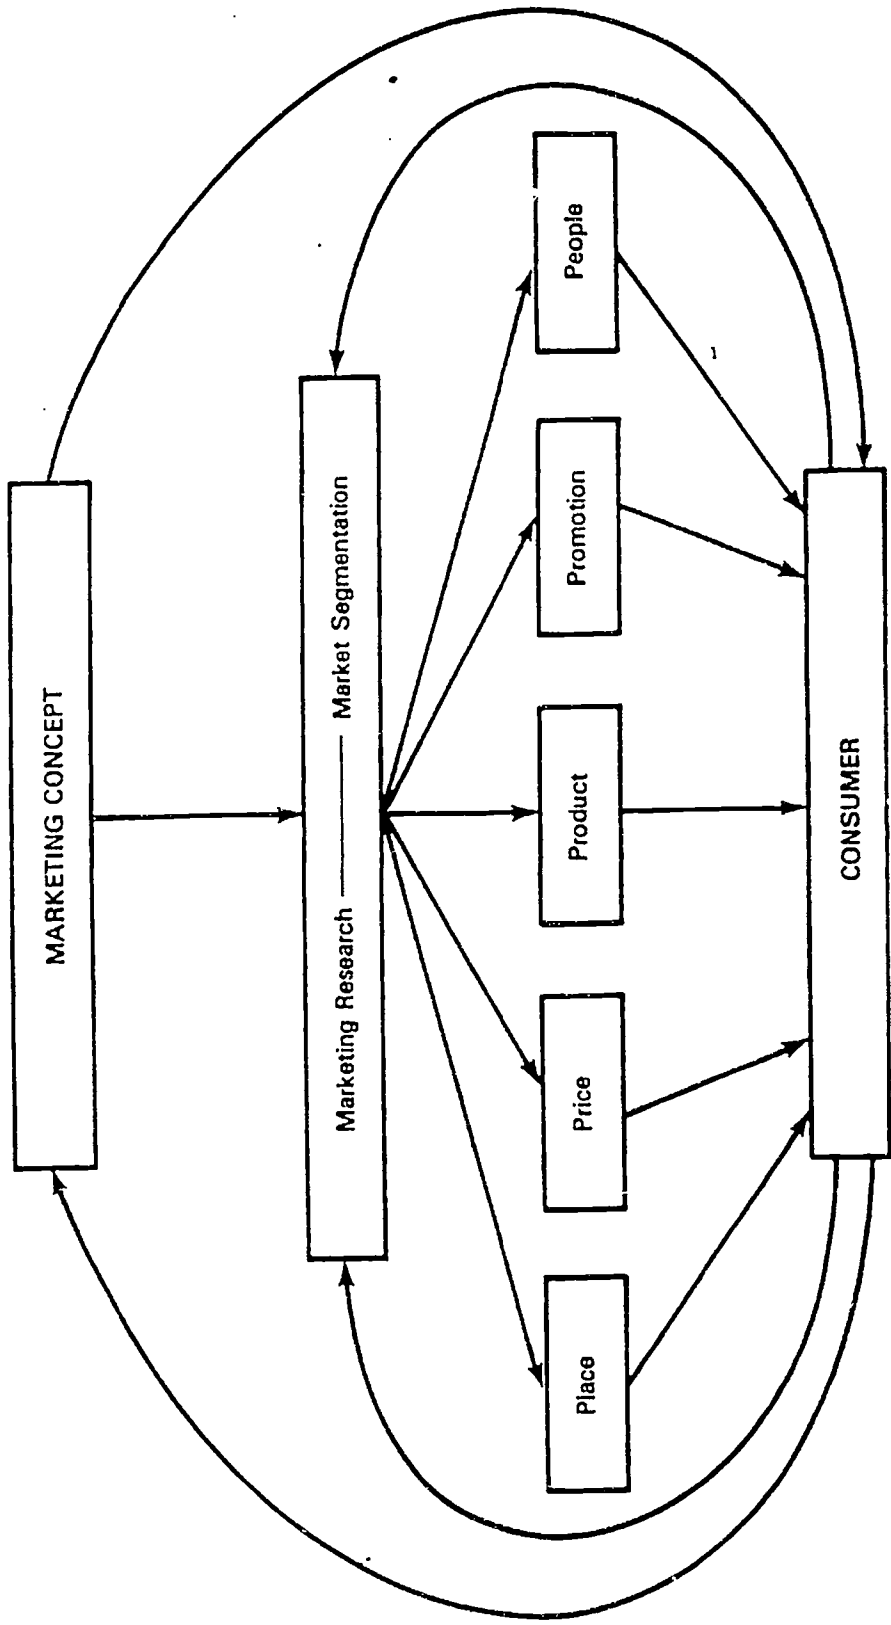 MARKETING CONCEPT
Marketing Research —— Market Segmentation
Place
Price
Product
Promotion
People
CONSUMER